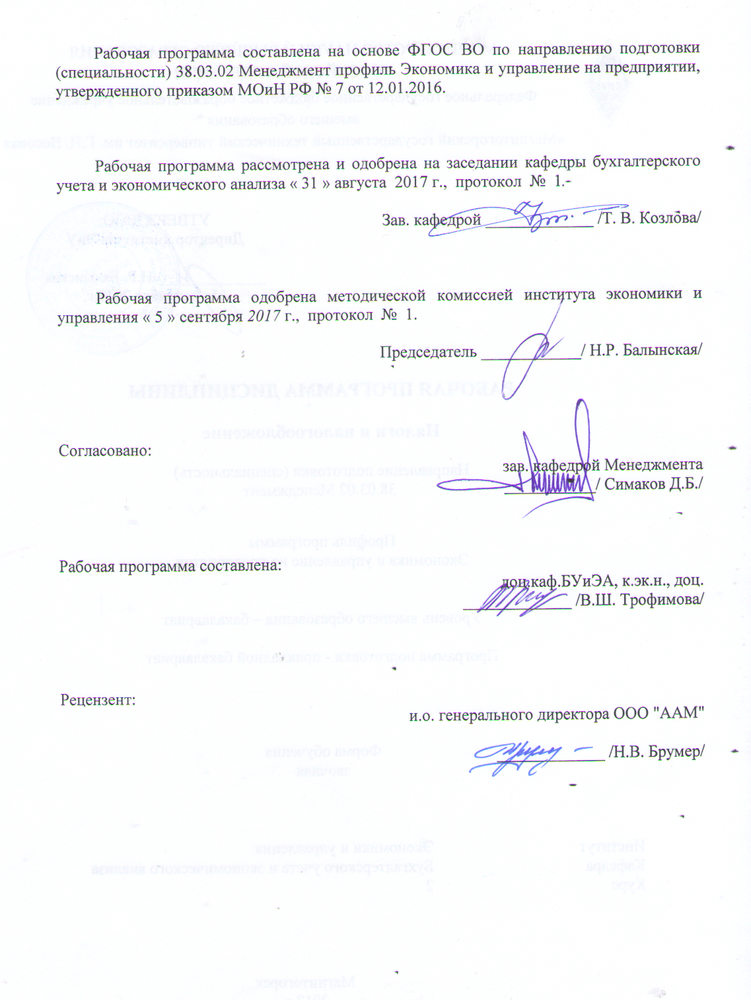 Рабочая программа составлена на основе ФГОС ВО по направлению подготовки
(специальности) 38.03.02 Менеджмент профиль Экономика и управление на предприятии,
утвержденного приказом МОиН РФ № 7 от 12.01.2016.
Рабочая программа рассмотрена и одобрена на заседании кафедры бухгалтерского
учета и экономического анализа « 31 » августа 2017 г., протокол № 1.
Зав. кафедрой _____________ /Т. В. Козлова/
Рабочая программа одобрена методической комиссией института экономики и
управления « 5 » сентября 2017 г., протокол № 1.
Председатель ____________/ Н.Р. Балынская/
Согласовано:
зав. кафедрой Менеджмента
___________/ Симаков Д.Б./
Рабочая программа составлена:
доц.каф.БУиЭА, к.эк.н., доц.
_____________ /В.Ш. Трофимова/
Рецензент:
и.о. генерального директора ООО "ААМ"
_____________ /Н.В. Брумер/